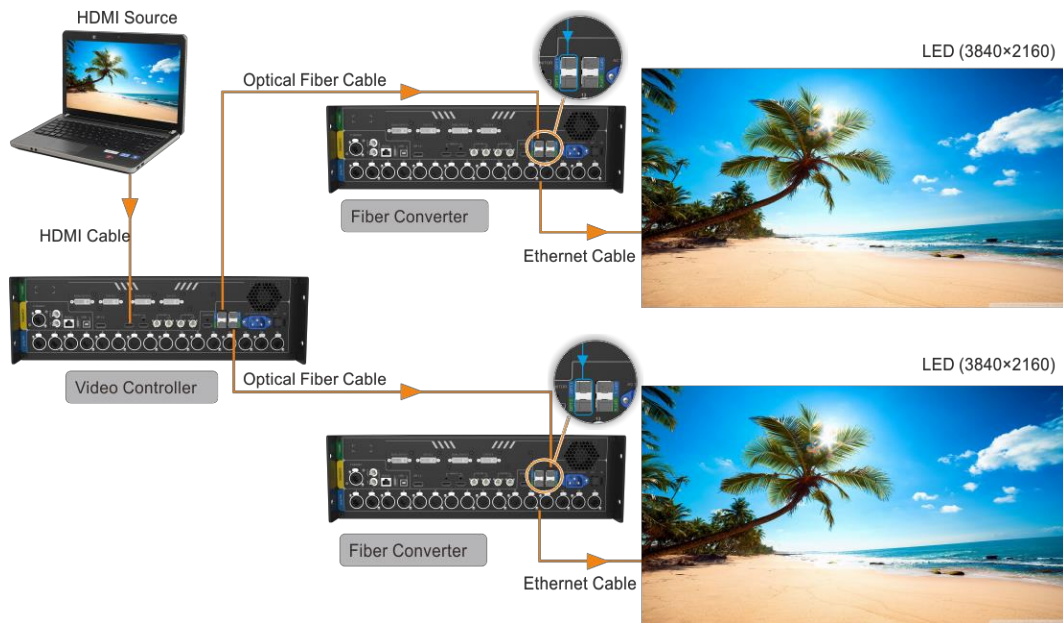 HDMI Source
LED (3840×2160)
Optical Fiber Cable
Fiber Converter
HDMI Cable
Ethernet Cable
Video Controller
Optical Fiber Cable
LED (3840×2160)
Fiber Converter
Ethernet Cable